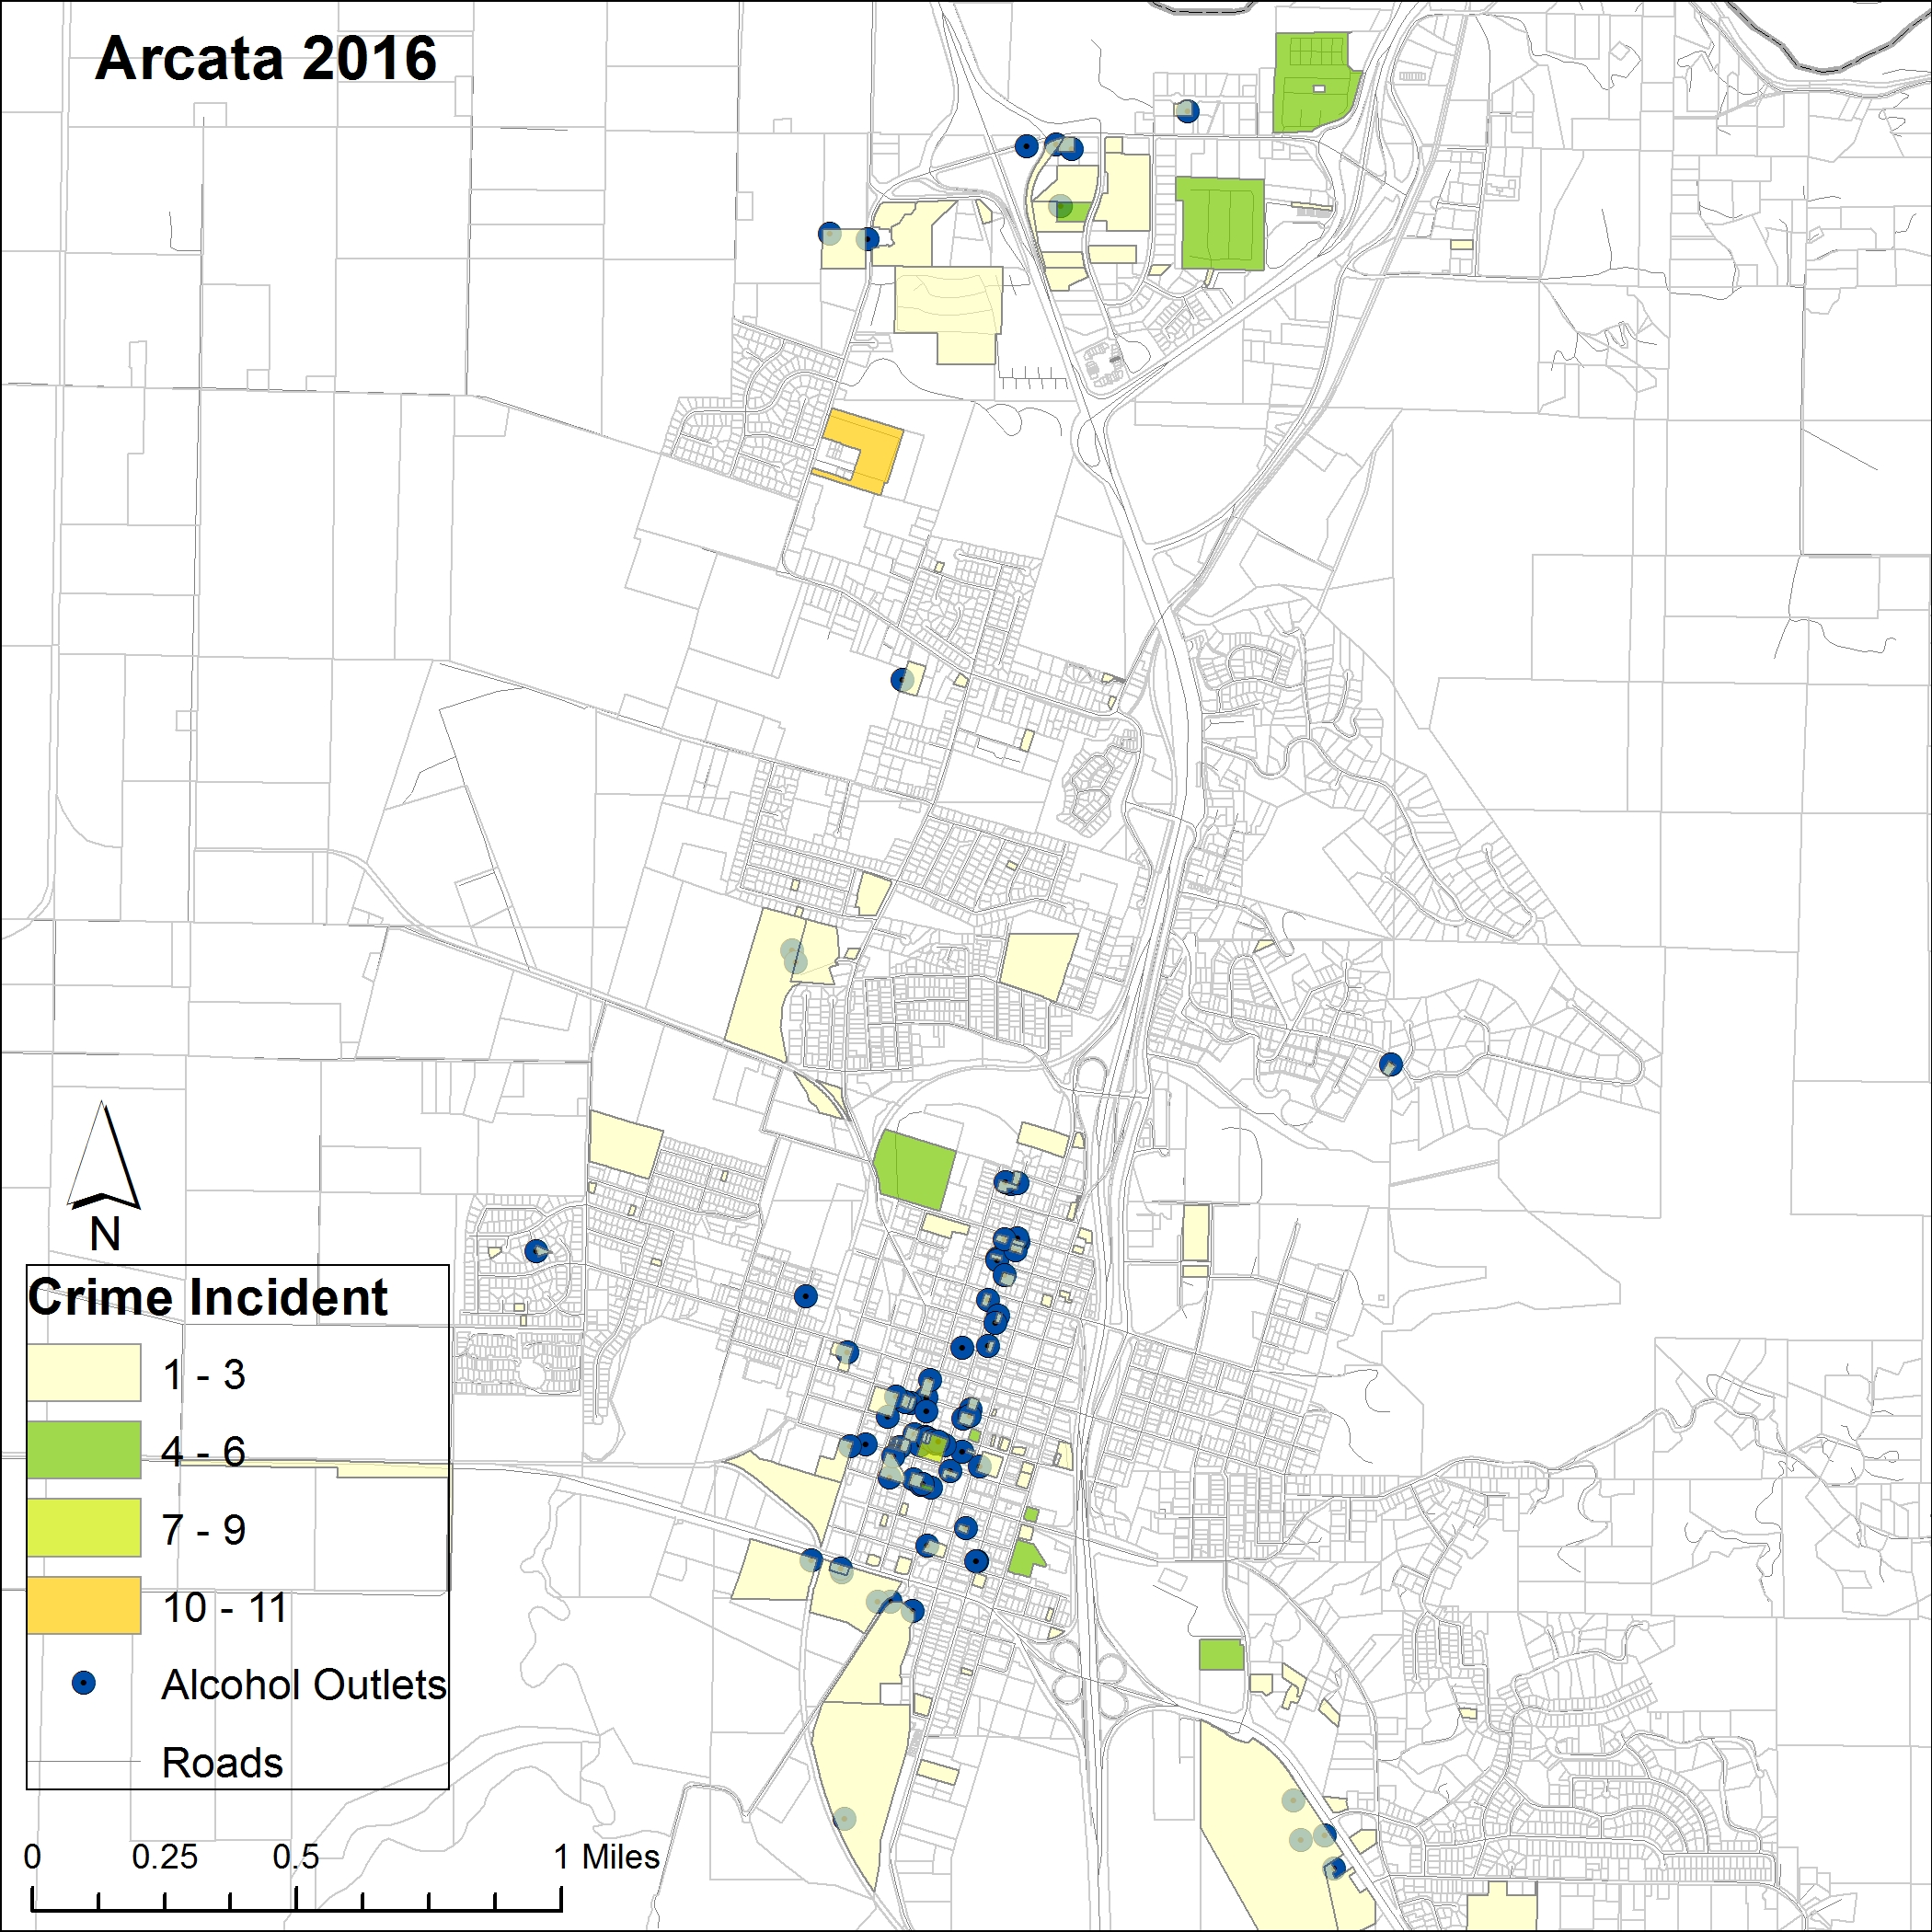 Arcata 2016
N
Crime Incident
1 - 3
4 - 6
7 - 9
10 - 11
Alcohol Outlets
Roads
0 0.25 0.5 1 Miles